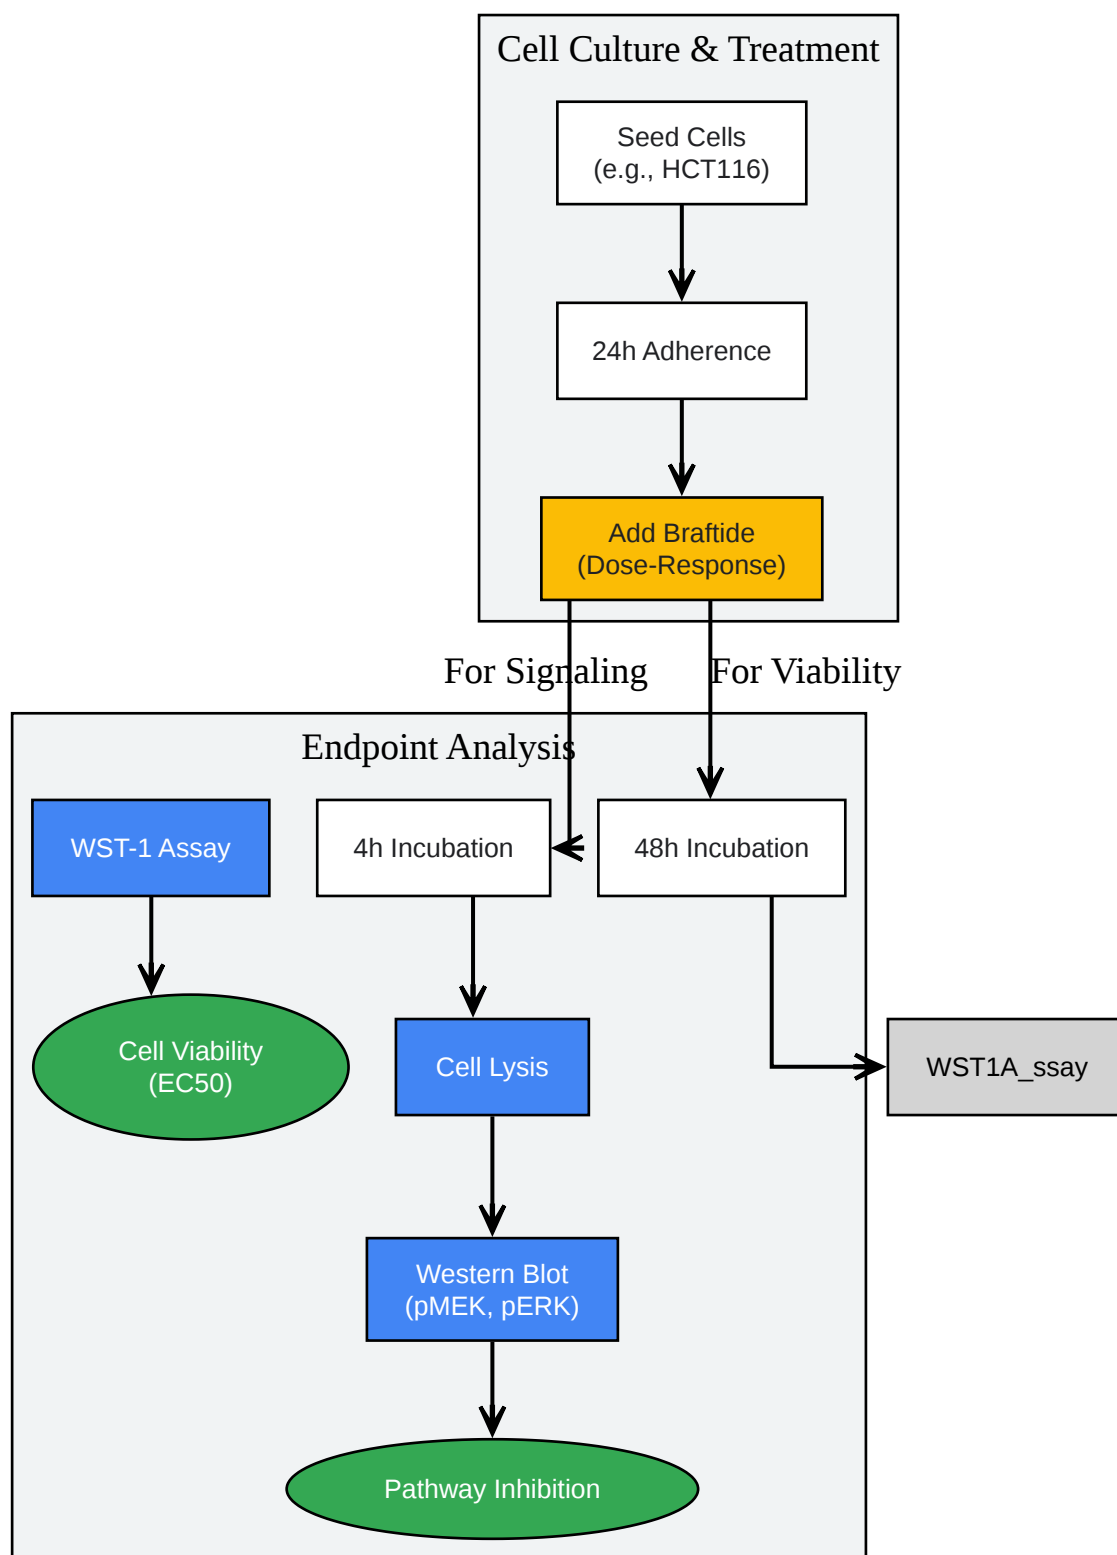 Cell Culture & Treatment
Seed Cells
(e.g., HCT116)
24h Adherence
Add Braftide
(Dose-Response)
For Signaling
For Viability
Endpoint Analysis
WST-1 Assay
4h Incubation
48h Incubation
Cell Viability
(EC50)
Cell Lysis
WST1A_ssay
Western Blot
(pMEK, pERK)
Pathway Inhibition